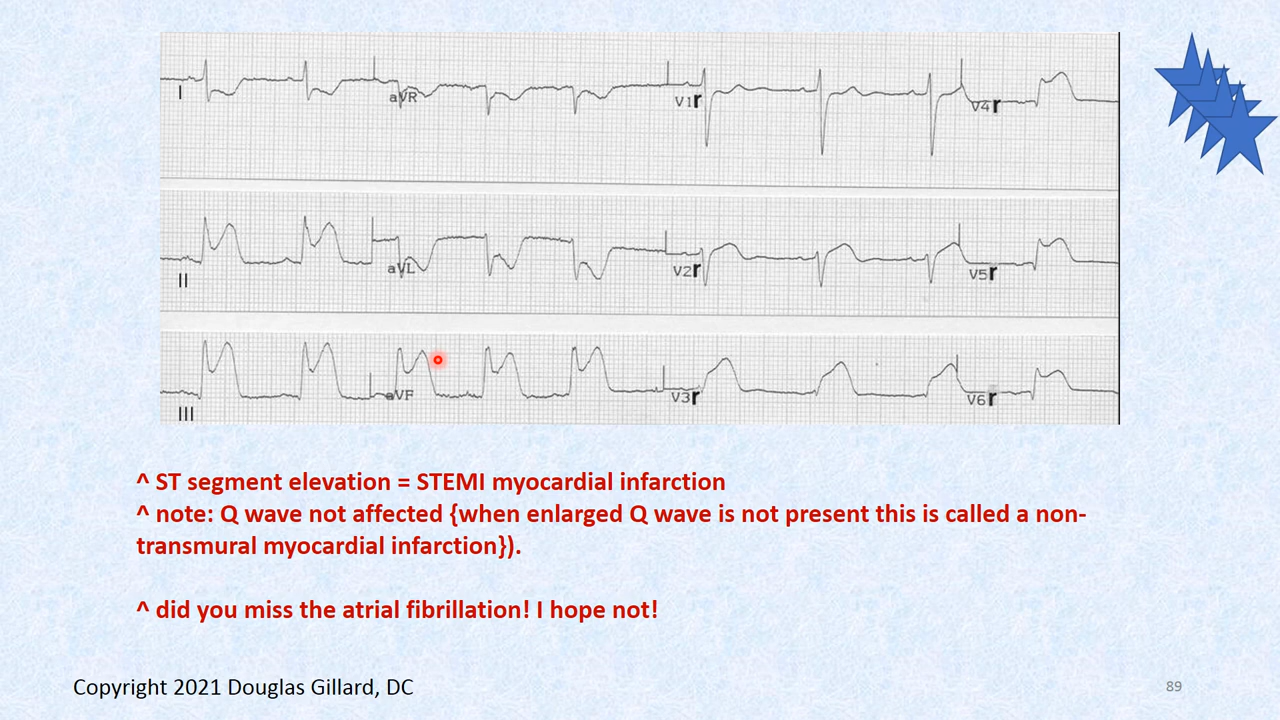 I
aVR
V1r
V4r
II
aVL
V2r
V5r
III
aVF
V3r
V6r
^ ST segment elevation = STEMI myocardial infarction
^ note: Q wave not affected {when enlarged Q wave is not present this is called a non-
transmural myocardial infarction}).
^ did you miss the atrial fibrillation! I hope not!
Copyright 2021 Douglas Gillard, DC
89